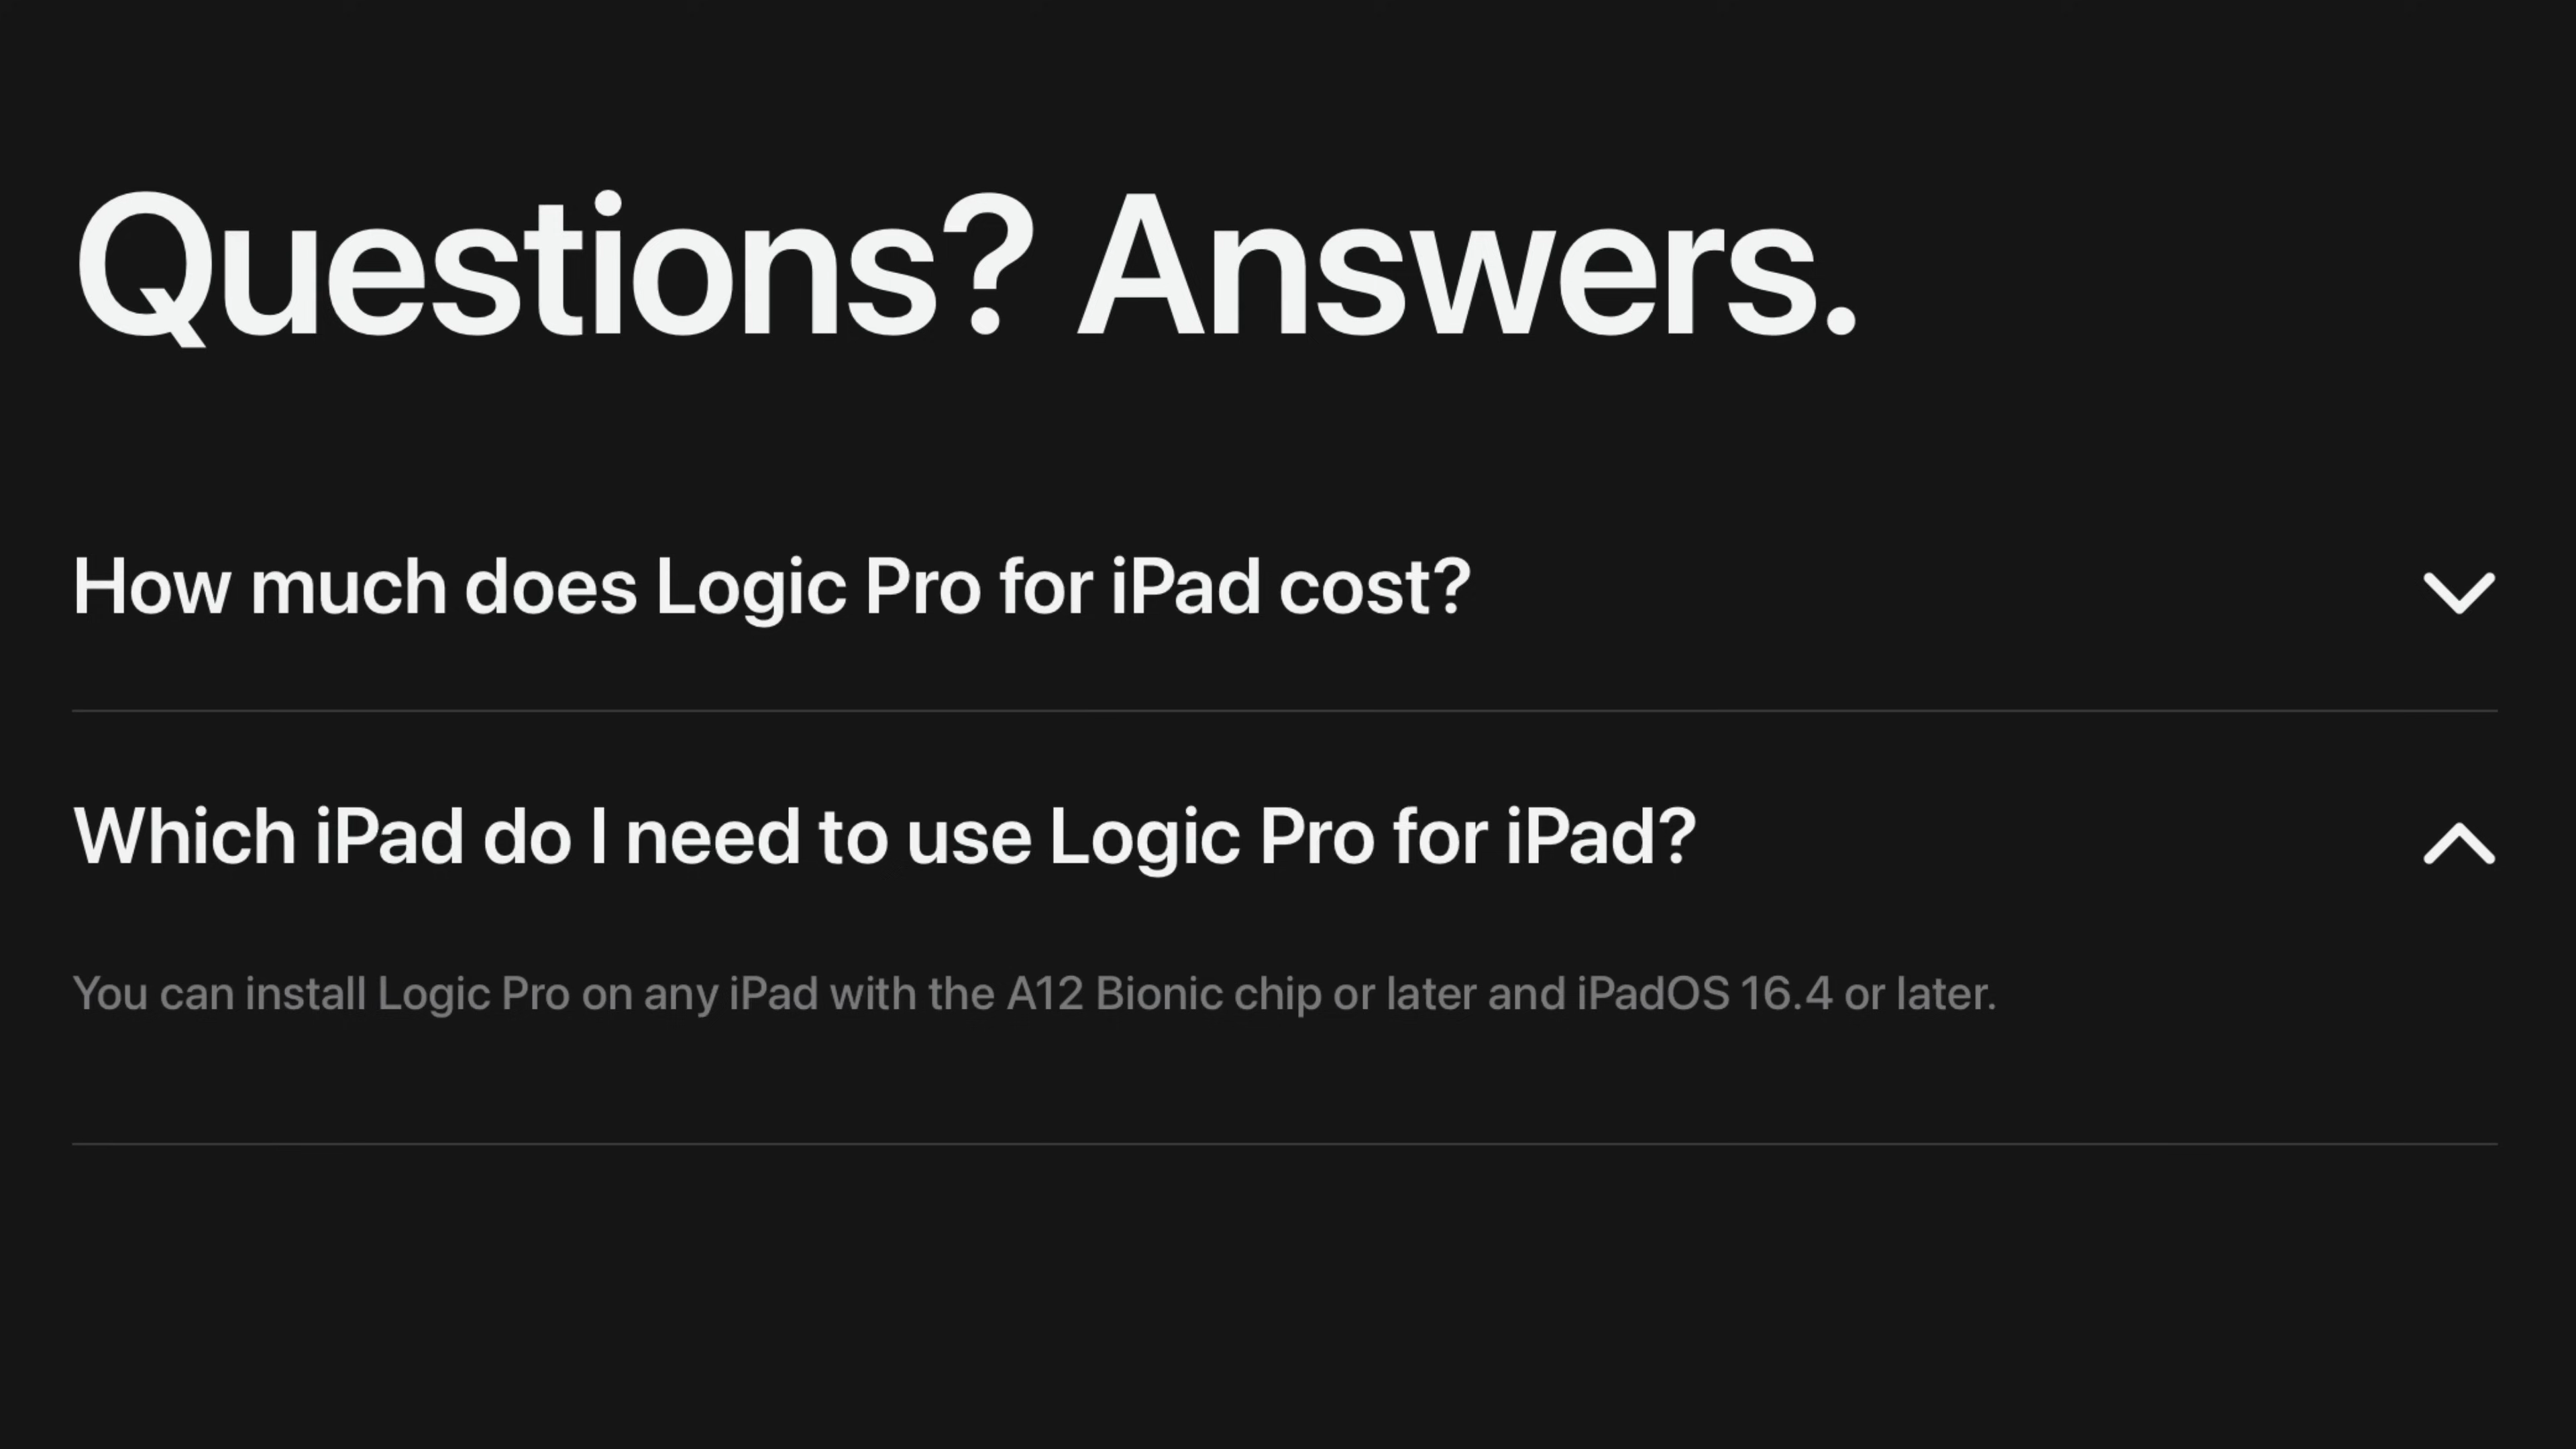 Questions? Answers.
How much does Logic Pro for iPad cost?
Which iPad do I need to use Logic Pro for iPad?
You can install Logic Pro on any iPad with the A12 Bionic chip or later and iPadOS 16.4 or later.